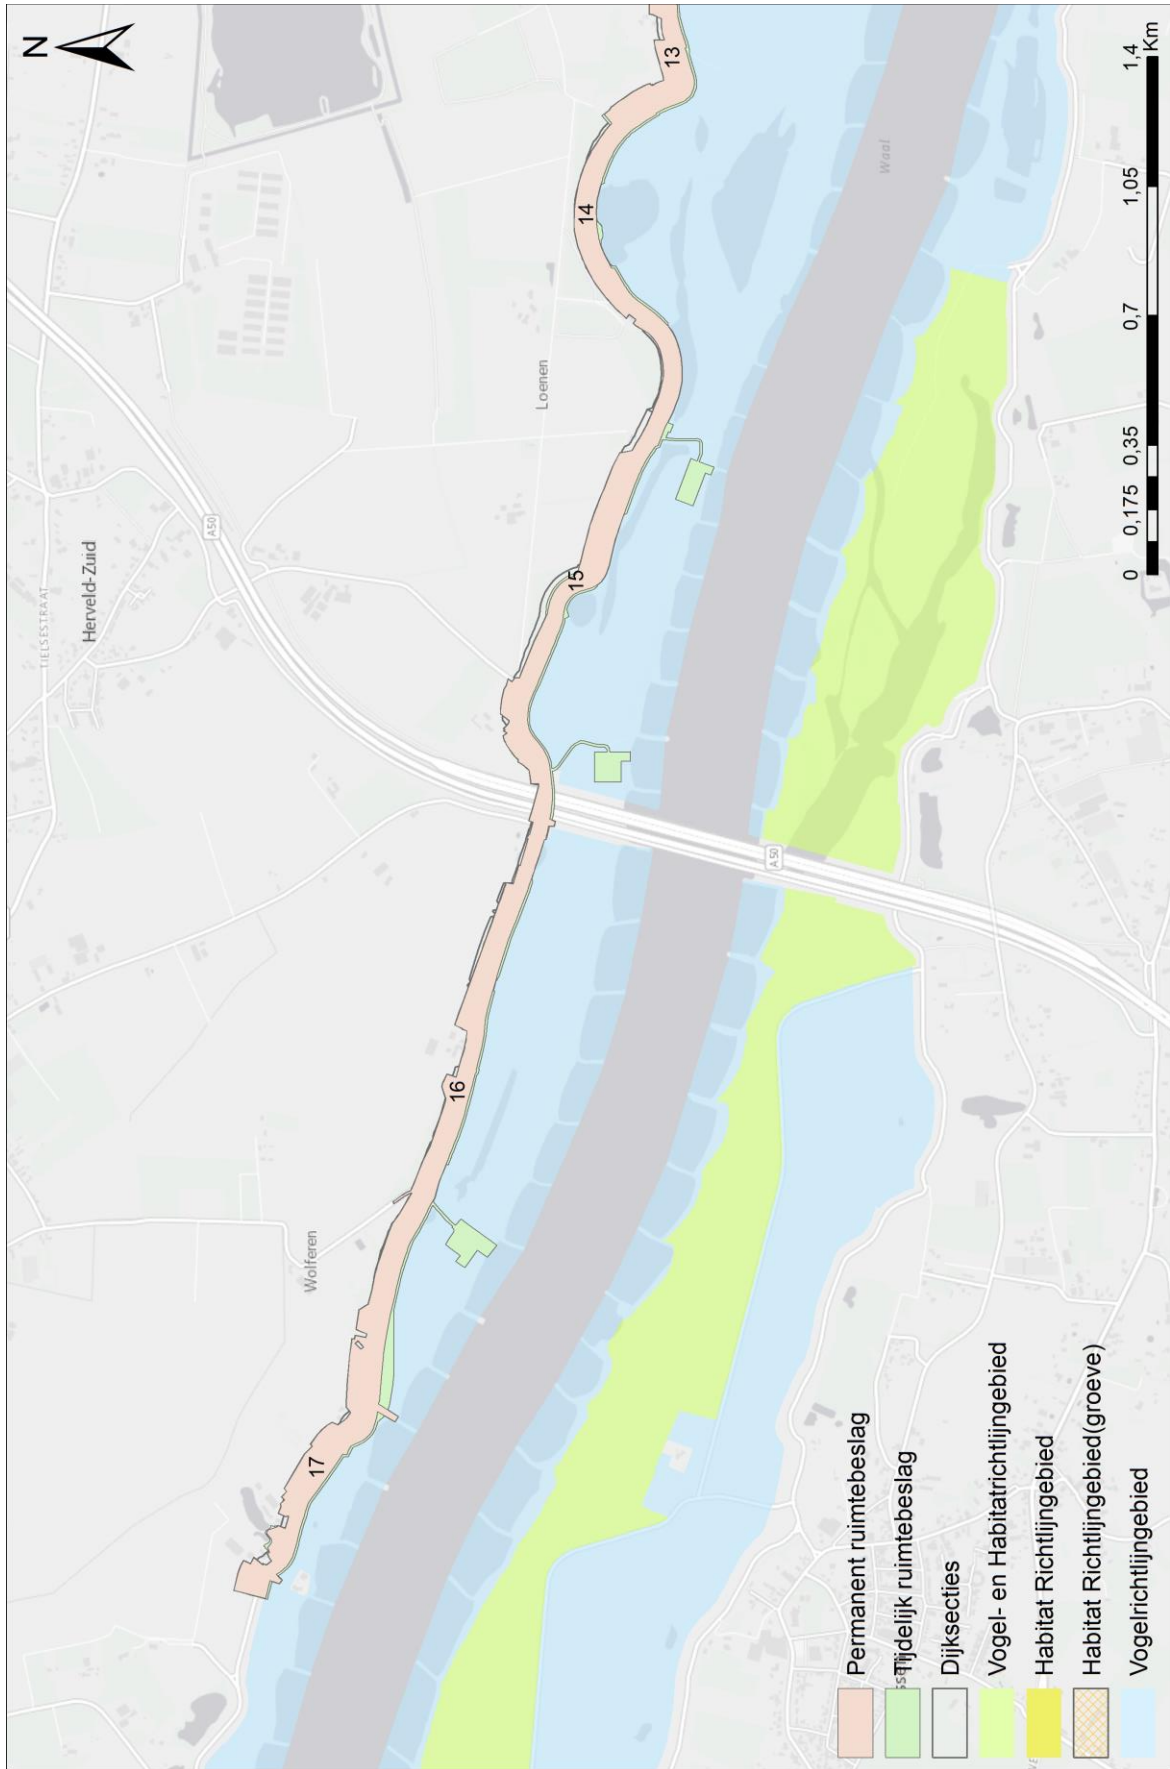 N
TIELSESTRAAT
Herveld-Zuid
A50
Loenen
Wolferen
13
14
15
16
17
Waal
A50
Permanent ruimtebeslag
Tijdelijk ruimtebeslag
Dijksecties
Vogel- en Habitatrichtlijngebied
Habitat Richtlijngebied
Habitat Richtlijngebied(groeve)
Vogelrichtlijngebied
0 0,175 0,35 0,7 1,05 1,4
Km